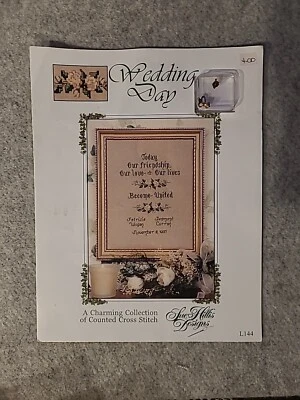 Wedding
Day
4.00
Today,
Our friendship,
Our love Our lives
Become United
A Charming Collection
of Counted Cross Stitch
Sue Hillis
Designs
L144